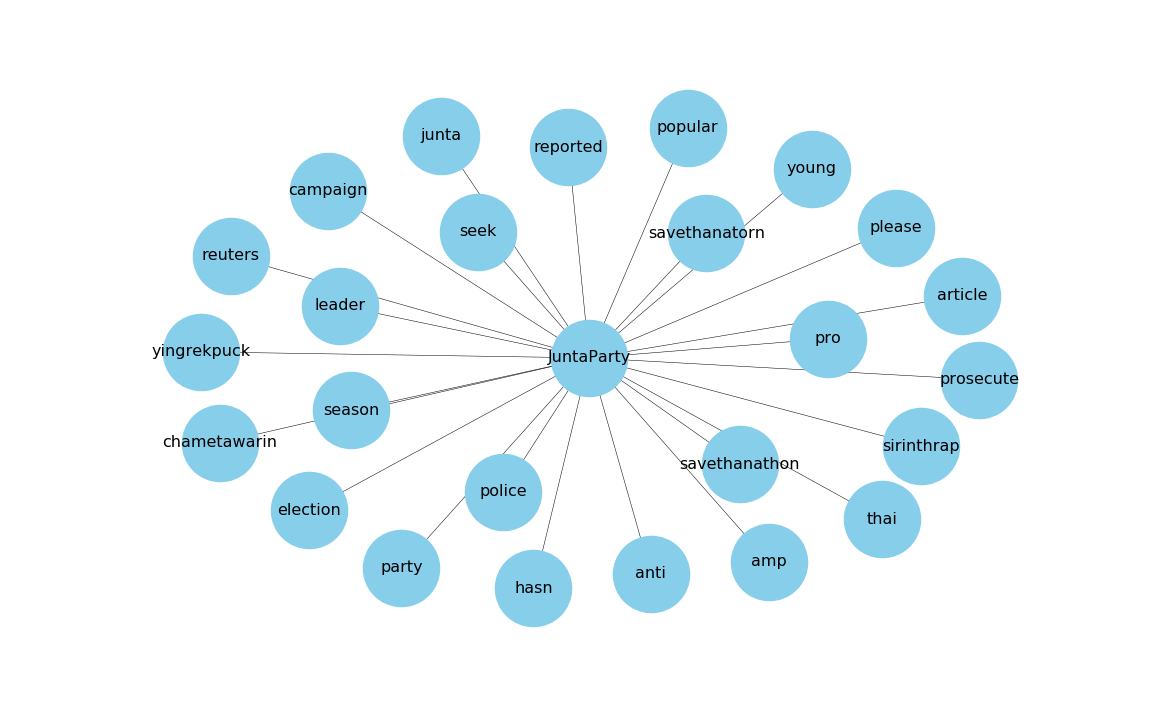 popular
junta
reported
young
campaign
please
seek
savethanatorn
reuters
article
leader
pro
yingrekpuck
JuntaParty
prosecute
season
chametawarin
sirinthrap
savethanathon
police
election
thai
amp
party
anti
hasn